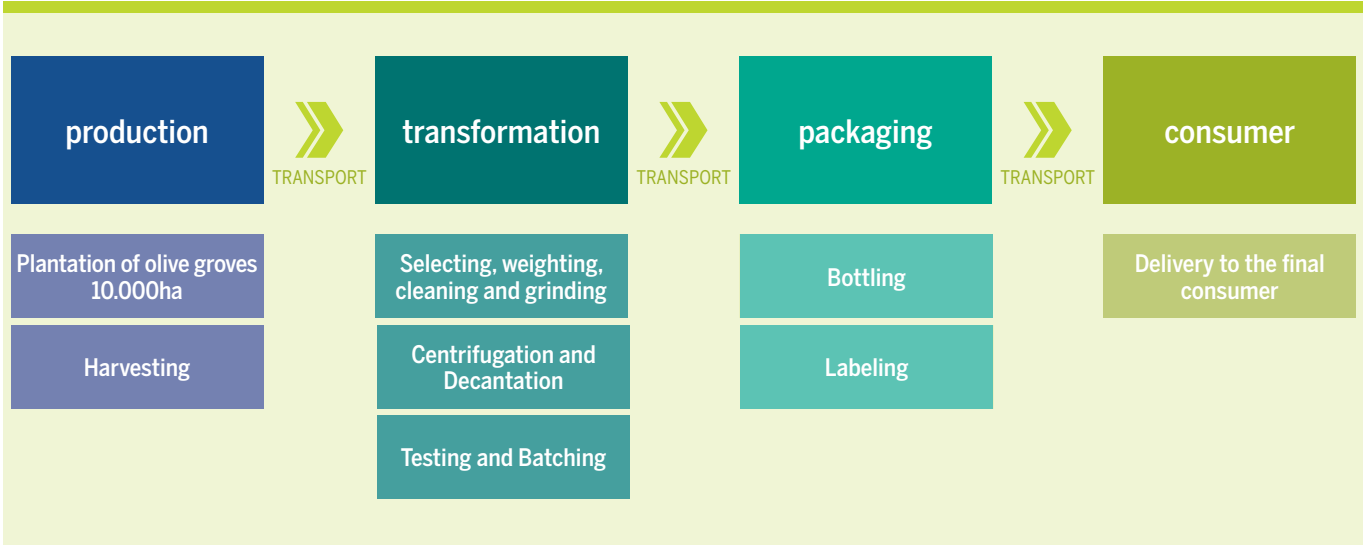 production
TRANSPORT
transformation
TRANSPORT
packaging
TRANSPORT
consumer
Plantation of olive groves
10.000ha
Harvesting
Selecting, weighting,
cleaning and grinding
Centrifugation and
Decantation
Testing and Batching
Bottling
Labeling
Delivery to the final
consumer